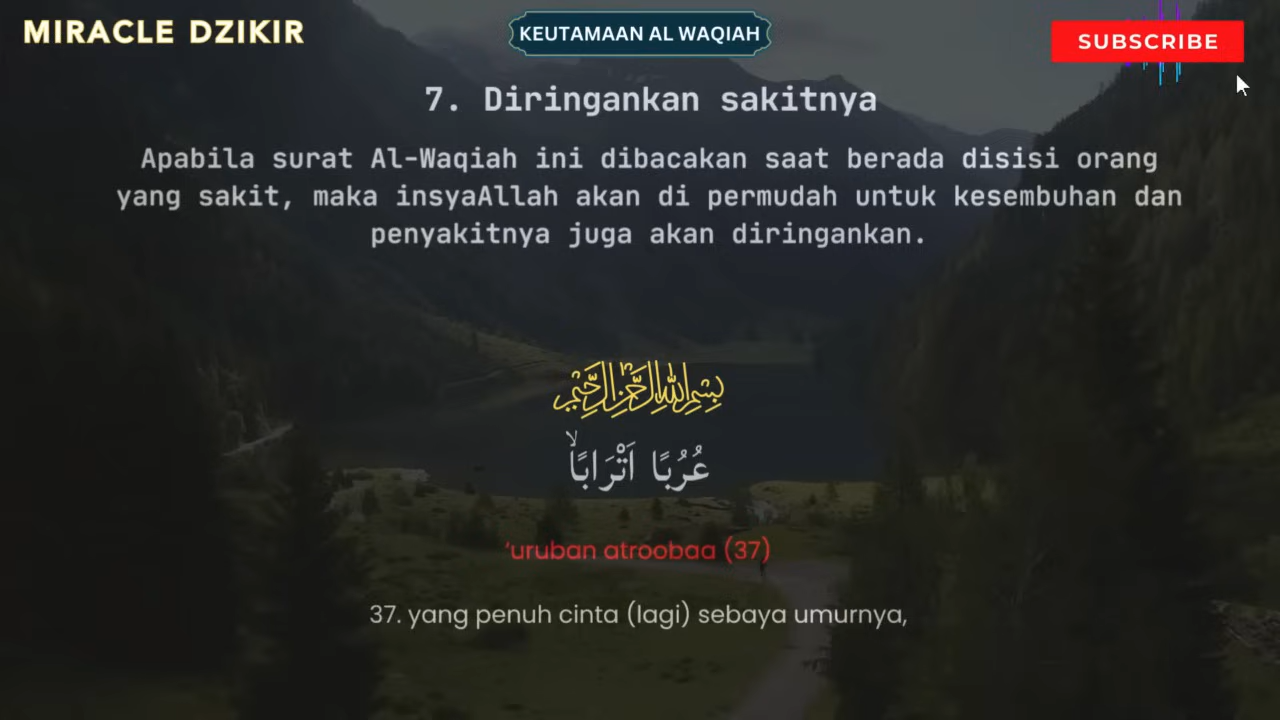 MIRACLE DZIKIR
KEUTAMAAN AL WAQIAH
SUBSCRIBE
7. Diringankan sakitnya
Apabila surat Al-Waqiah ini dibacakan saat berada disisi orang
yang sakit, maka insyaAllah akan di permudah untuk kesembuhan dan
penyakitnya juga akan diringankan.
بِسْمِ اللَّهِ الرَّحْمَٰنِ الرَّحِيمِ
عُرُبًا اَتْرَابًاۙ
‘uruban atroobaa (37)
37. yang penuh cinta (lagi) sebaya umurnya,